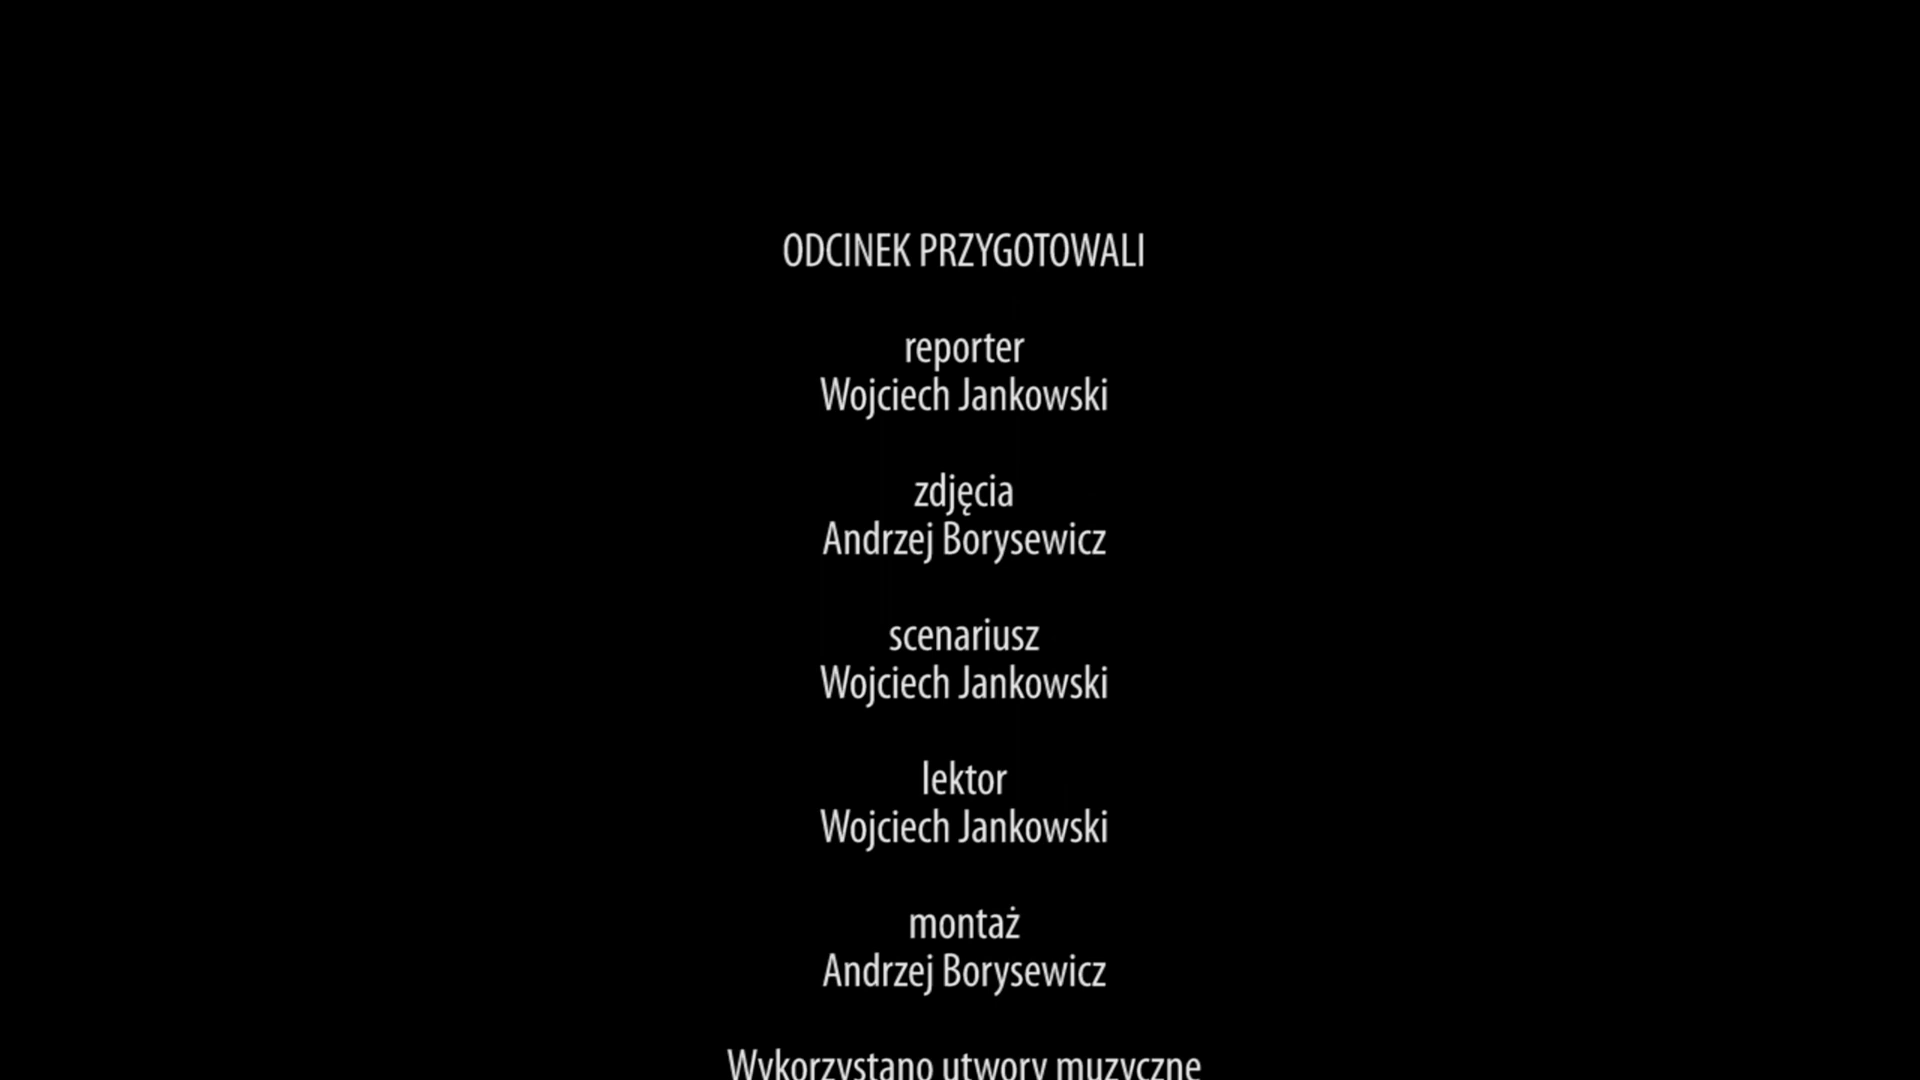 ODCINEK PRZYGOTOWALI
reporter
Wojciech Jankowski
zdjęcia
Andrzej Borysewicz
scenariusz
Wojciech Jankowski
lektor
Wojciech Jankowski
montaż
Andrzej Borysewicz
Wykorzystano utwory muzyczne